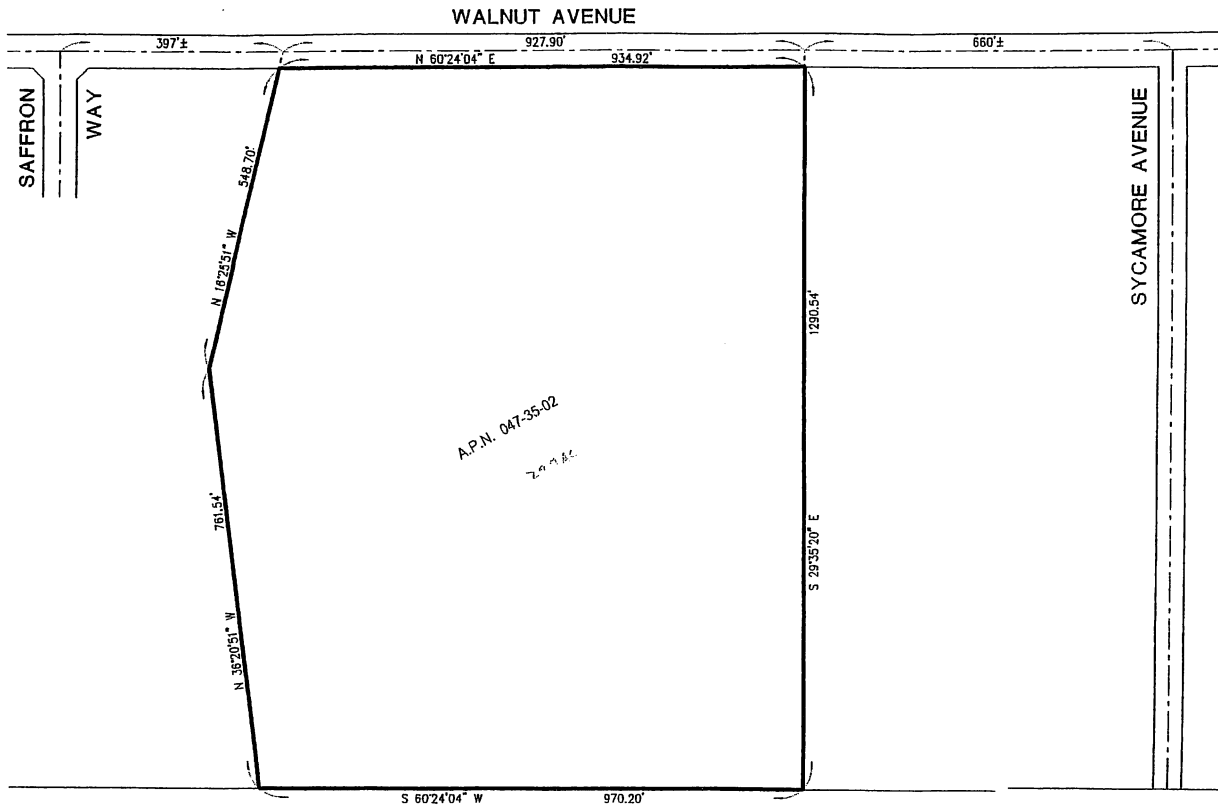 WALNUT AVENUE
397'±
927.90'
660'±
N 60°24'04" E 934.92'
SAFFRON
WAY
SYCAMORE AVENUE
548.70'
N 16°25'51" W
1290.54'
A.P.N. 047-35-02
761.54'
S 29°35'20" E
N 36°20'51" W
S 60°24'04" W 970.20'